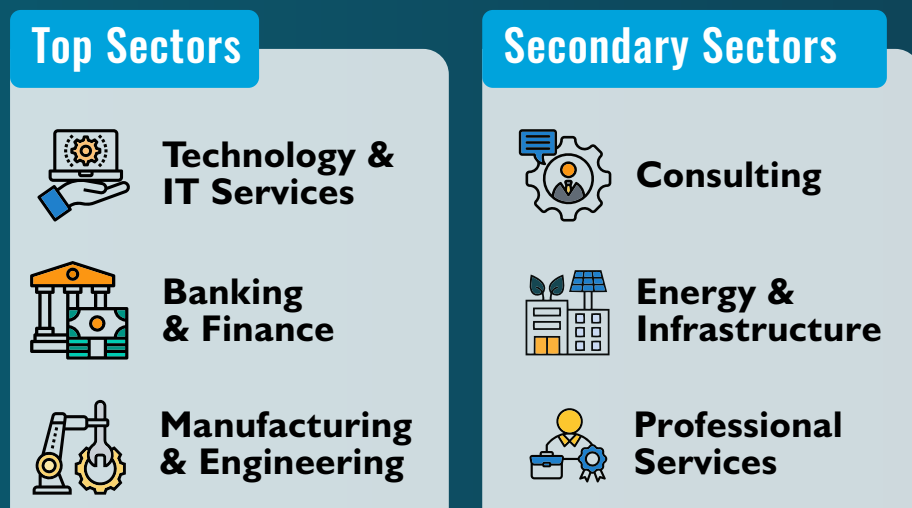 Top Sectors
Technology &
IT Services
Banking
& Finance
Manufacturing
& Engineering
Secondary Sectors
Consulting
Energy &
Infrastructure
Professional
Services